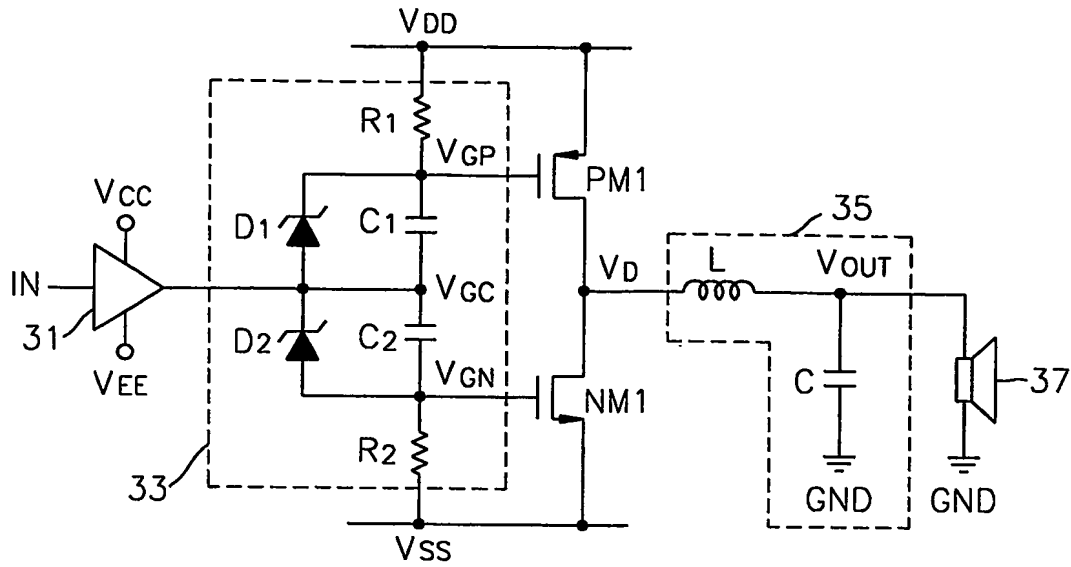 VDD
R1
VGP
PM1
VCC
D1
C1
35
IN
VGC
VD
L
VOUT
31
D2
C2
VEE
VGN
NM1
C
37
R2
33
GND
GND
VSS